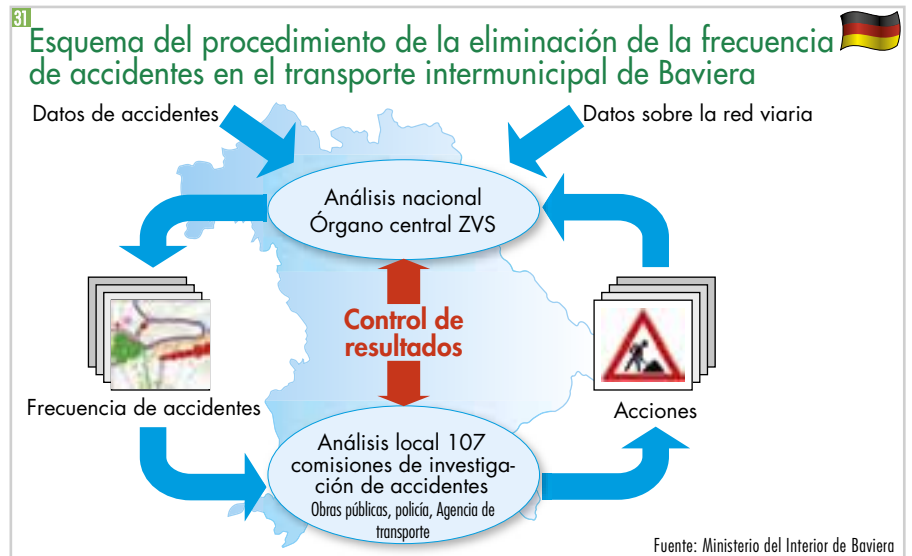 31
Esquema del procedimiento de la eliminación de la frecuencia
de accidentes en el transporte intermunicipal de Baviera
Datos de accidentes
Datos sobre la red viaria
Análisis nacional
Órgano central ZVS
Control de
resultados
Frecuencia de accidentes
Acciones
Análisis local 107
comisiones de investiga-
ción de accidentes
Obras públicas, policía, Agencia de
transporte
Fuente: Ministerio del Interior de Baviera